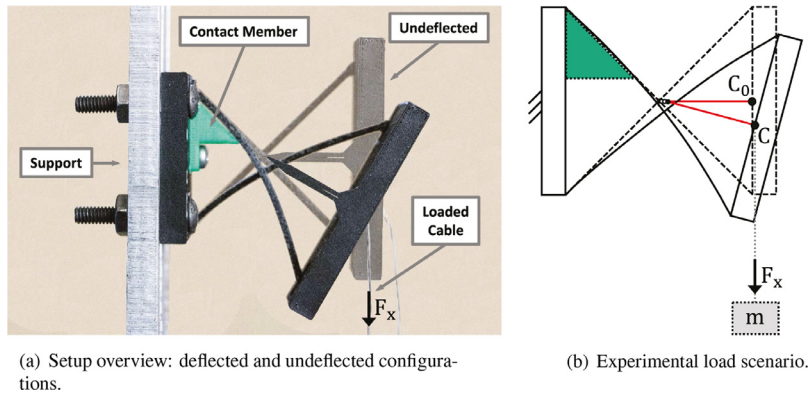 Contact Member
Undeflected
Support
Loaded
Cable
Fx
C0
C
Fx
m
(a) Setup overview: deflected and undeflected configura-
tions.
(b) Experimental load scenario.